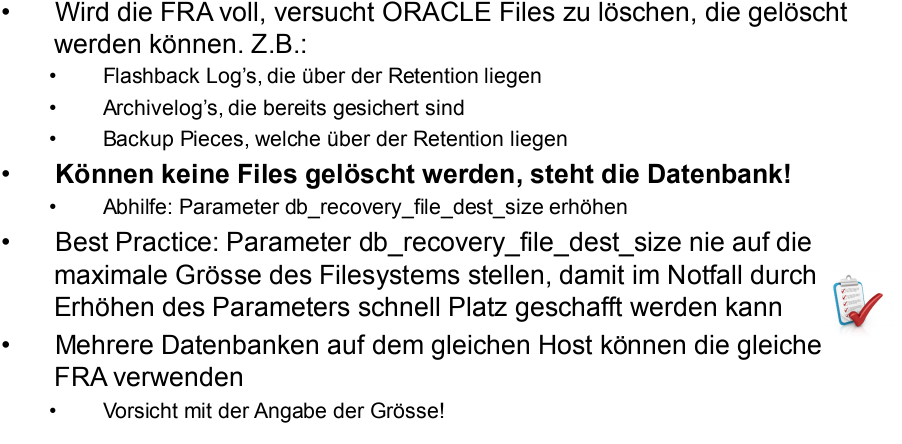 • Wird die FRA voll, versucht ORACLE Files zu löschen, die gelöscht
werden können. Z.B.:
• Flashback Log’s, die über der Retention liegen
• Archivelog’s, die bereits gesichert sind
• Backup Pieces, welche über der Retention liegen
• Können keine Files gelöscht werden, steht die Datenbank!
• Abhilfe: Parameter db_recovery_file_dest_size erhöhen
• Best Practice: Parameter db_recovery_file_dest_size nie auf die
maximale Grösse des Filesystems stellen, damit im Notfall durch
Erhöhen des Parameters schnell Platz geschafft werden kann
• Mehrere Datenbanken auf dem gleichen Host können die gleiche
FRA verwenden
• Vorsicht mit der Angabe der Grösse!